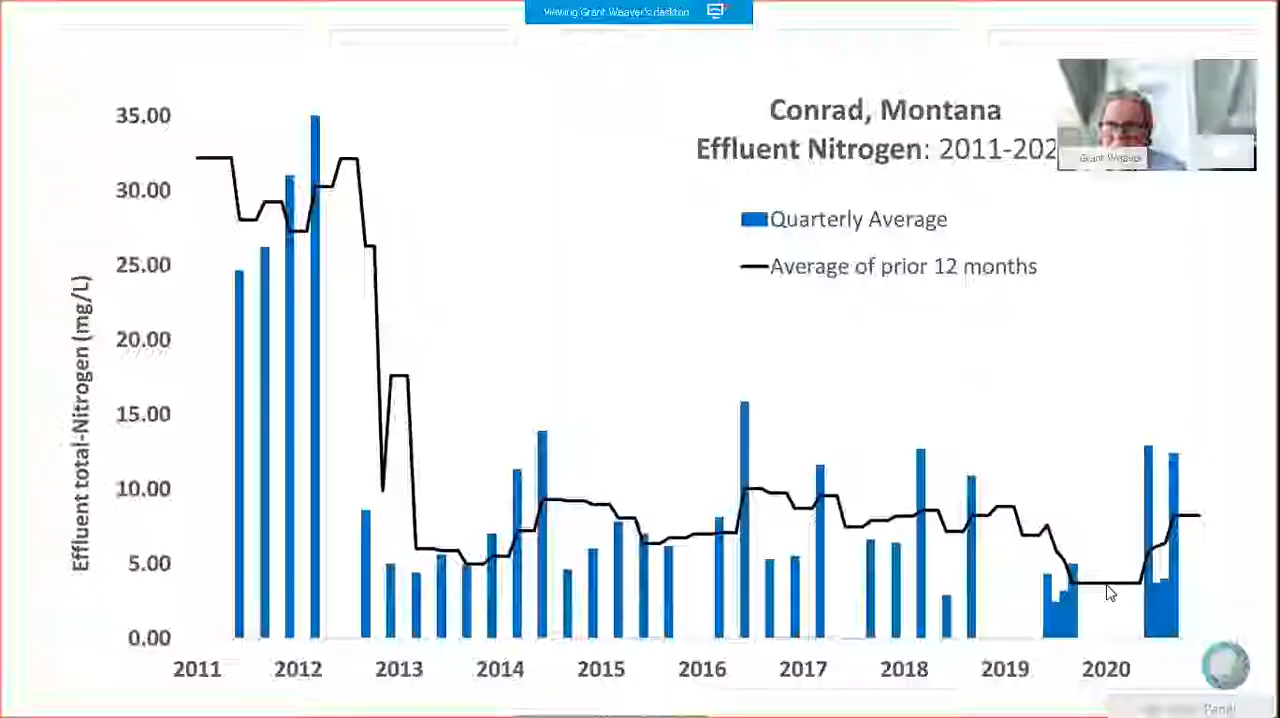 Viewing Grant Weaver's desktop
Conrad, Montana
Effluent Nitrogen: 2011-202
Grant Weaver
Quarterly Average
Average of prior 12 months
Effluent total-Nitrogen (mg/L)
35.00
30.00
25.00
20.00
15.00
10.00
5.00
0.00
2011 2012 2013 2014 2015 2016 2017 2018 2019 2020
Panel